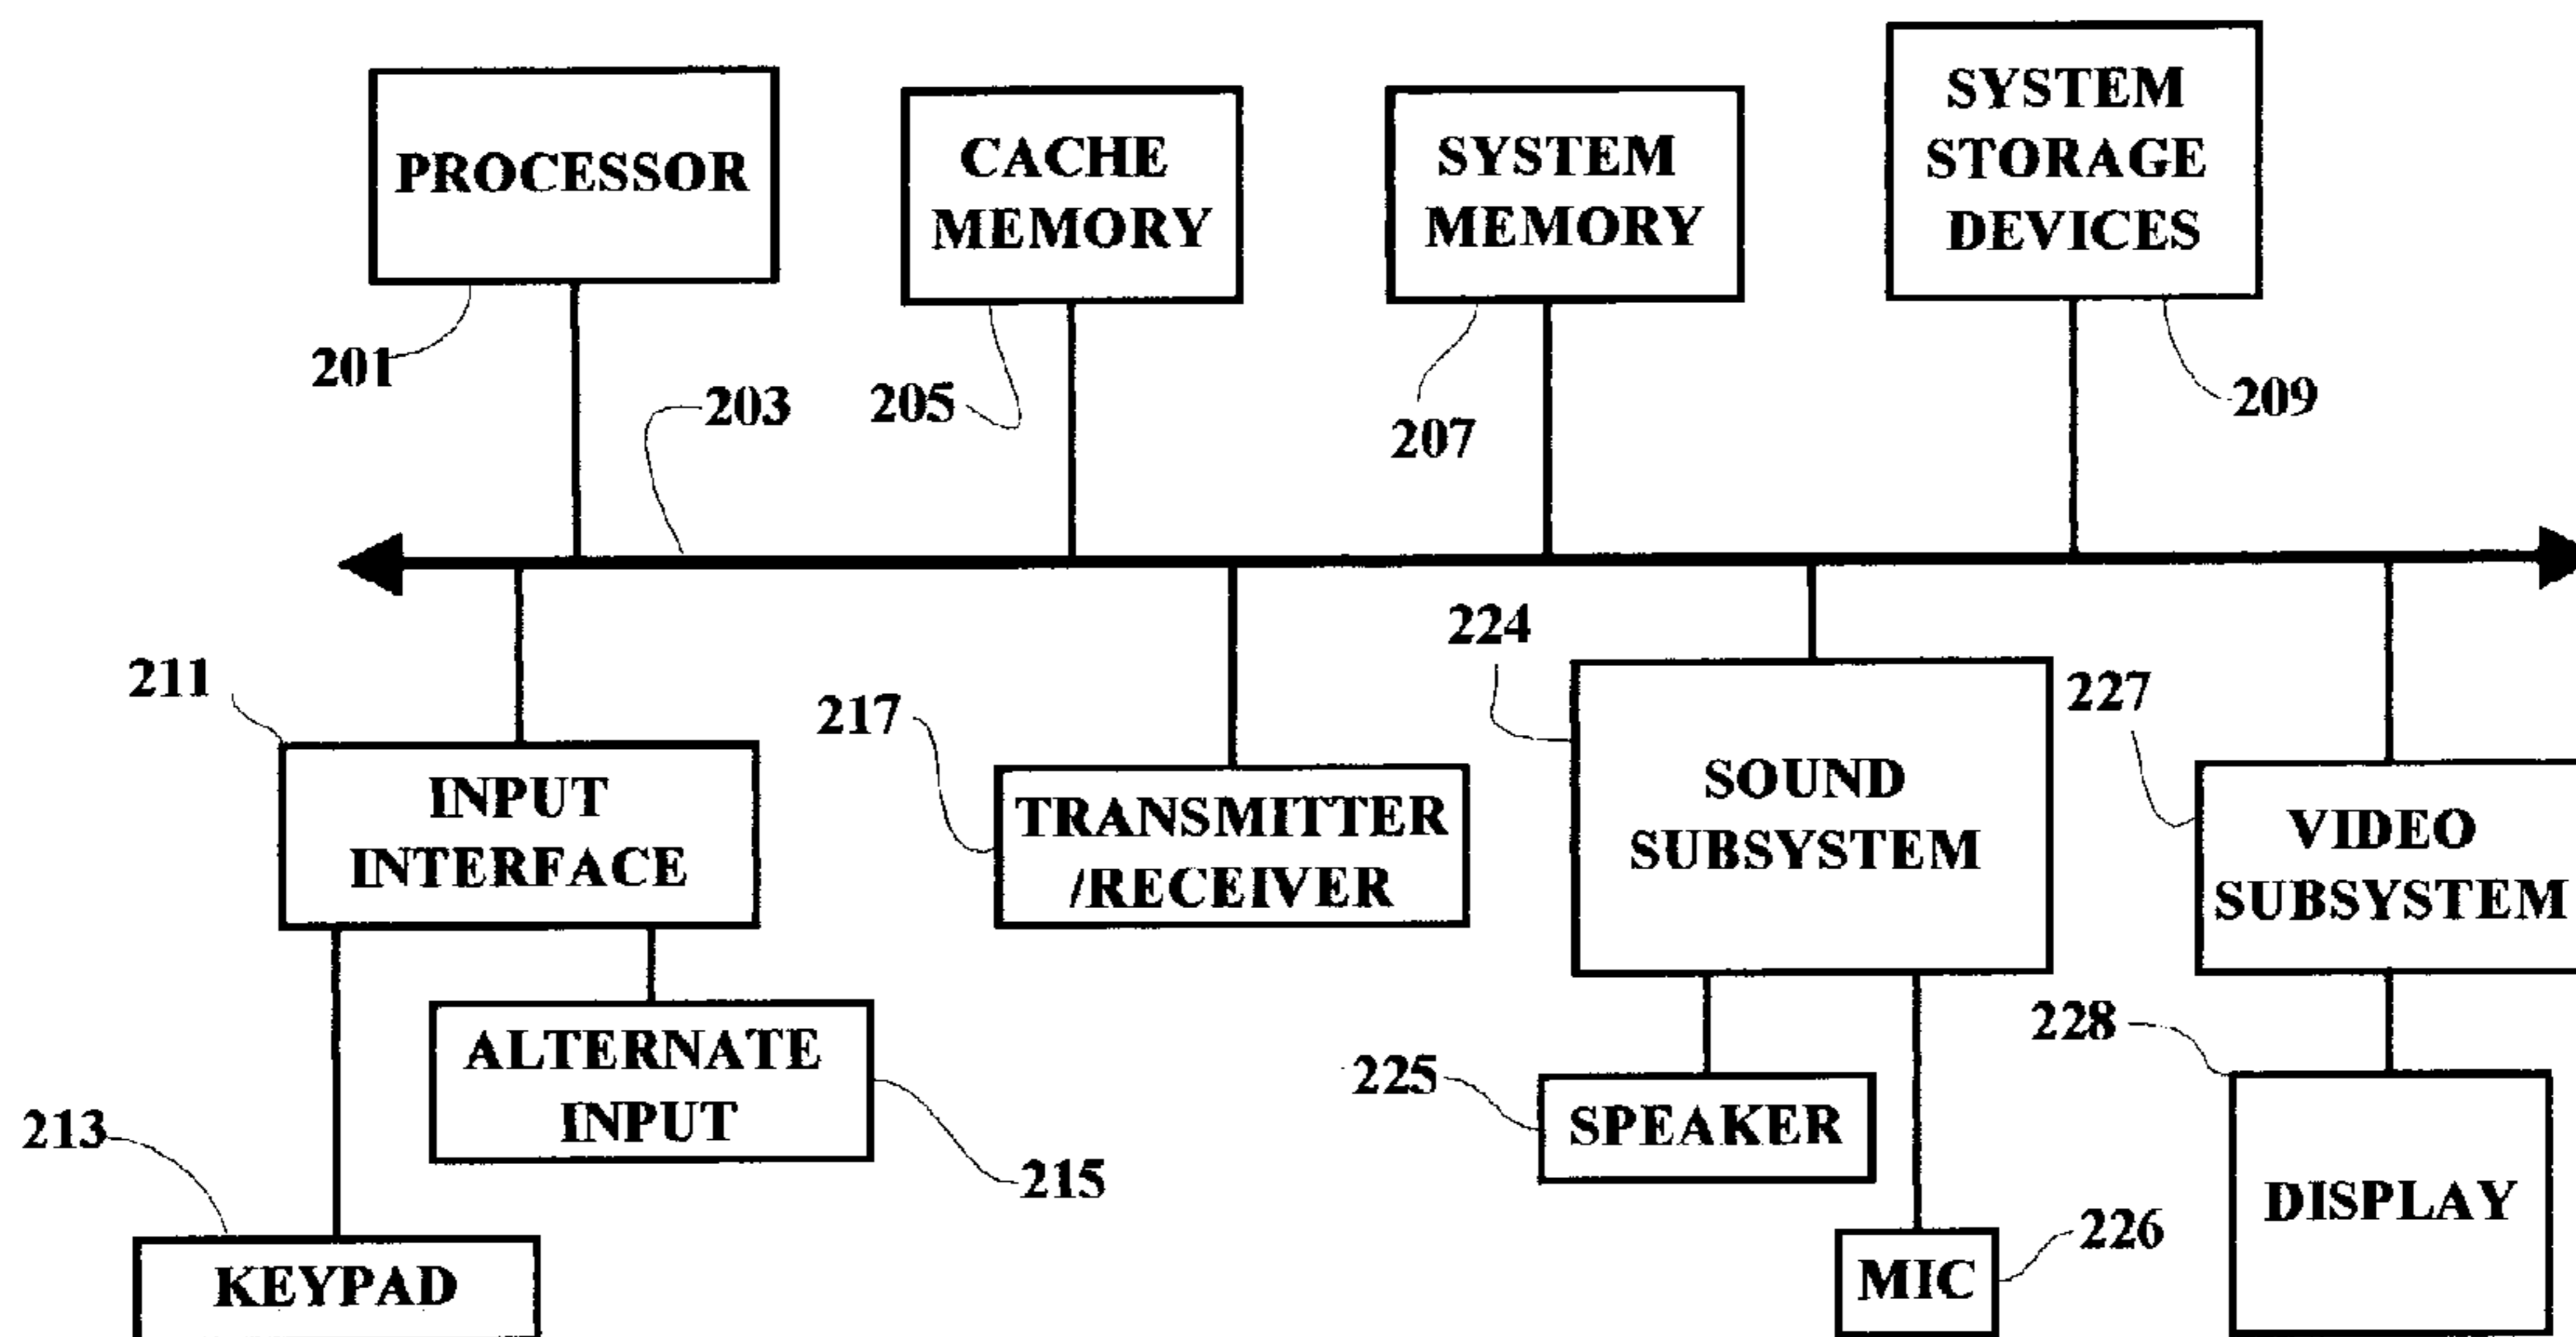 PROCESSOR
CACHE
MEMORY
SYSTEM
MEMORY
SYSTEM
STORAGE
DEVICES
201
203
205
207
209
211
217
224
227
INPUT
INTERFACE
TRANSMITTER
/RECEIVER
SOUND
SUBSYSTEM
VIDEO
SUBSYSTEM
213
ALTERNATE
INPUT
215
225
SPEAKER
228
DISPLAY
KEYPAD
MIC
226